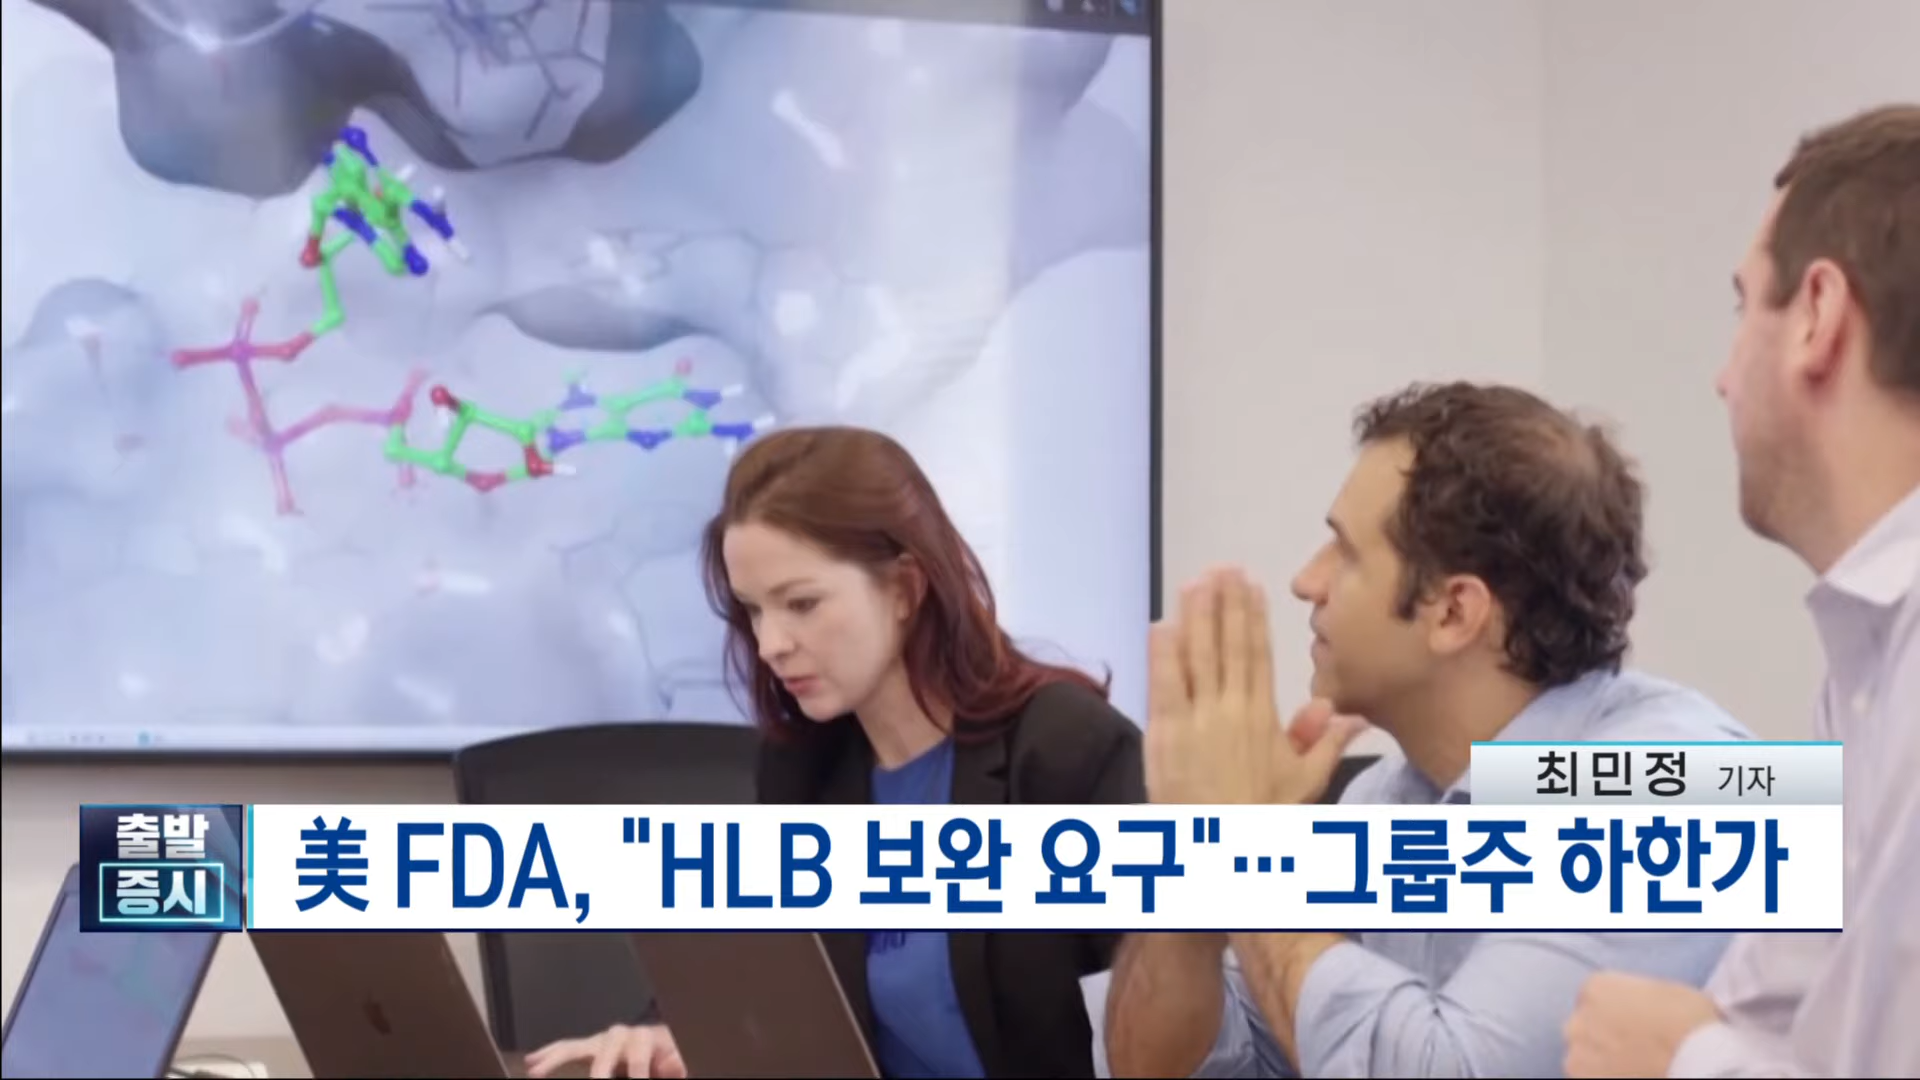 최민정 기자
출발
증시
美 FDA, "HLB 보완 요구"…그룹주 하한가